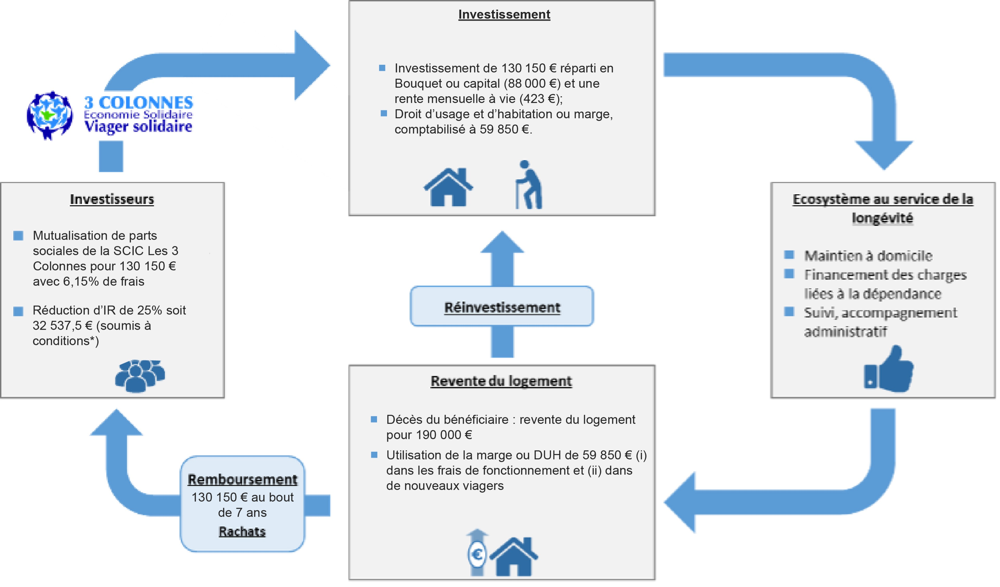 Investissement
Investissement de 130 150 € réparti en
Bouquet ou capital (88 000 €) et une
rente mensuelle à vie (423 €);
Droit d’usage et d’habitation ou marge,
comptabilisé à 59 850 €.
3 COLONNES
Economie Solidaire
Viager solidaire
Investisseurs
Mutualisation de parts
sociales de la SCIC Les 3
Colonnes pour 130 150 €
avec 6,15% de frais
Réduction d’IR de 25% soit
32 537,5 € (soumis à
conditions*)
Ecosystème au service de la
longévité
Maintien à domicile
Financement des charges
liées à la dépendance
Suivi, accompagnement
administratif
Réinvestissement
Revente du logement
Décès du bénéficiaire : revente du logement
pour 190 000 €
Utilisation de la marge ou DUH de 59 850 € (i)
dans les frais de fonctionnement et (ii) dans
de nouveaux viagers
€
Remboursement
130 150 € au bout
de 7 ans
Rachats